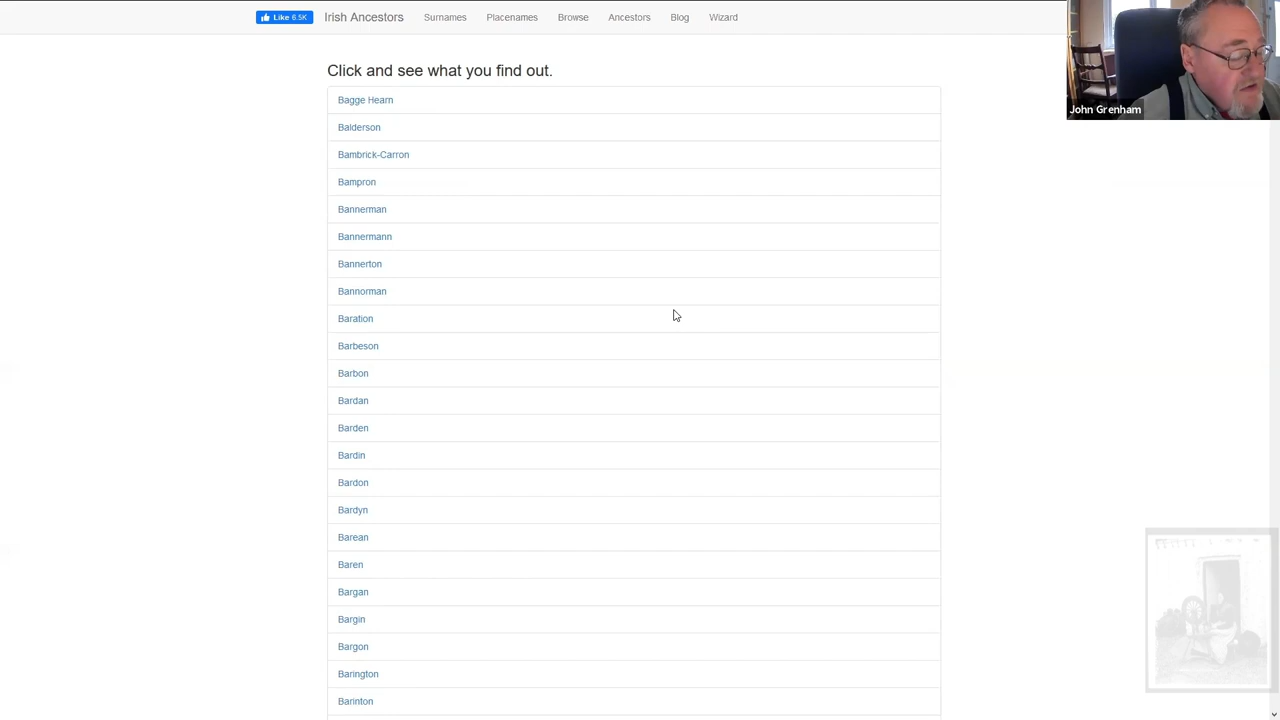 Like 6.5K Irish Ancestors Surnames Placenames Browse Ancestors Blog Wizard
John Grenham
Click and see what you find out.
Bagge Hearn
Balderson
Bambrick-Carron
Bampron
Bannerman
Bannermann
Bannerton
Bannorman
Baration
Barbeson
Barbon
Bardan
Barden
Bardin
Bardon
Bardyn
Barean
Baren
Bargan
Bargin
Bargon
Barington
Barinton